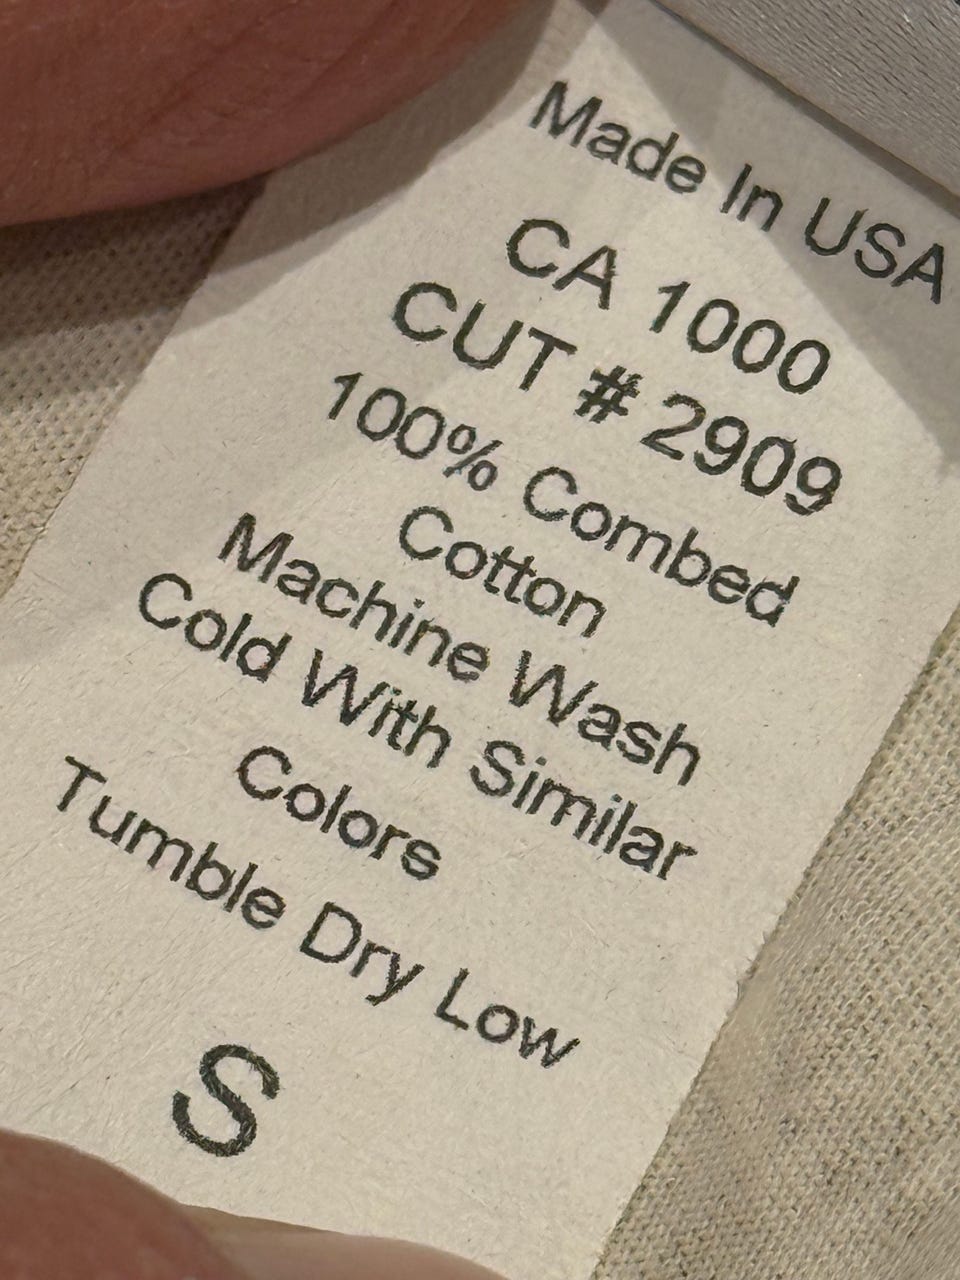 Made In USA
CA 1000
CUT # 2909
100% Combed
Cotton
Machine Wash
Cold With Similar
Colors
Tumble Dry Low
S